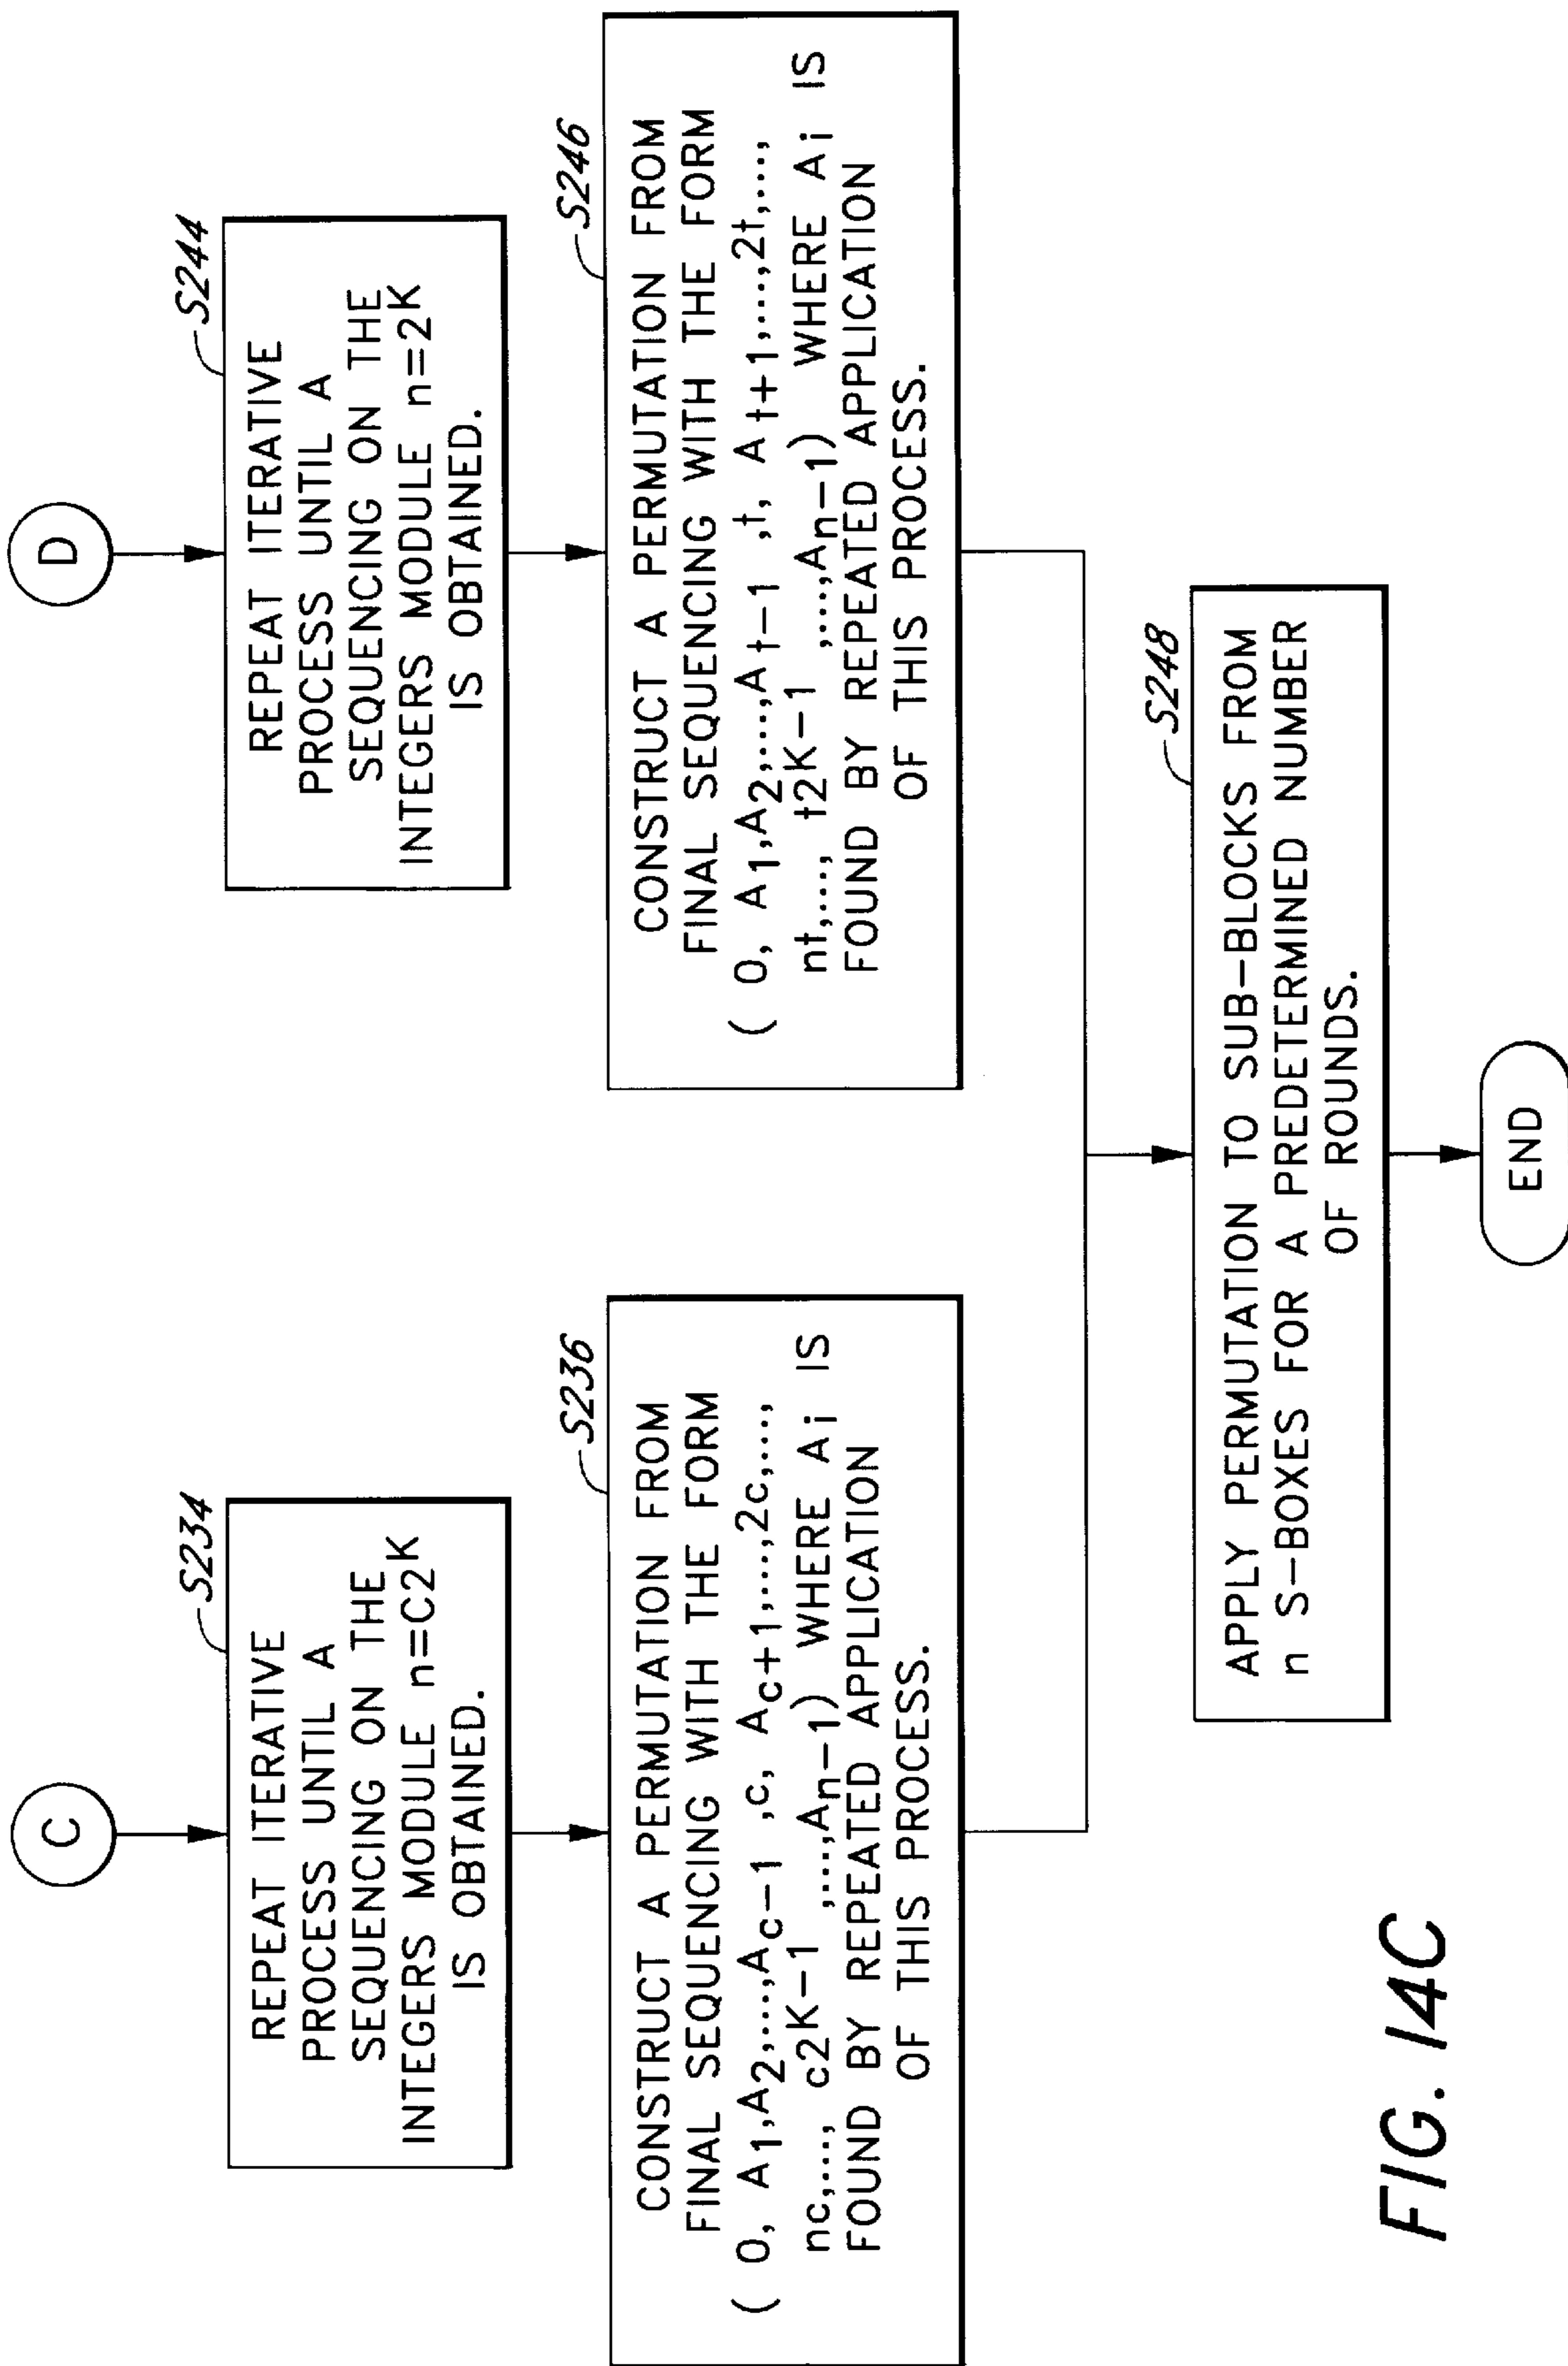 C
S234
REPEAT ITERATIVE
PROCESS UNTIL A
SEQUENCING ON THE
INTEGERS MODULE n=C2K
IS OBTAINED.
S236
CONSTRUCT A PERMUTATION FROM
FINAL SEQUENCING WITH THE FORM
( 0, A1,A2,...,Ac-1 ,c, Ac+1,...,2c,...,
nc,..., c2K-1 ,...,An-1) WHERE Ai IS
FOUND BY REPEATED APPLICATION
OF THIS PROCESS.
D
S244
REPEAT ITERATIVE
PROCESS UNTIL A
SEQUENCING ON THE
INTEGERS MODULE n=2K
IS OBTAINED.
S246
CONSTRUCT A PERMUTATION FROM
FINAL SEQUENCING WITH THE FORM
( 0, A1,A2,...,At-1 ,t, At+1,...,2t,...,
nt,..., t2K-1 ,...,An-1) WHERE Ai IS
FOUND BY REPEATED APPLICATION
OF THIS PROCESS.
S248
APPLY PERMUTATION TO SUB-BLOCKS FROM
n S-BOXES FOR A PREDETERMINED NUMBER
OF ROUNDS.
END
FIG. 14C